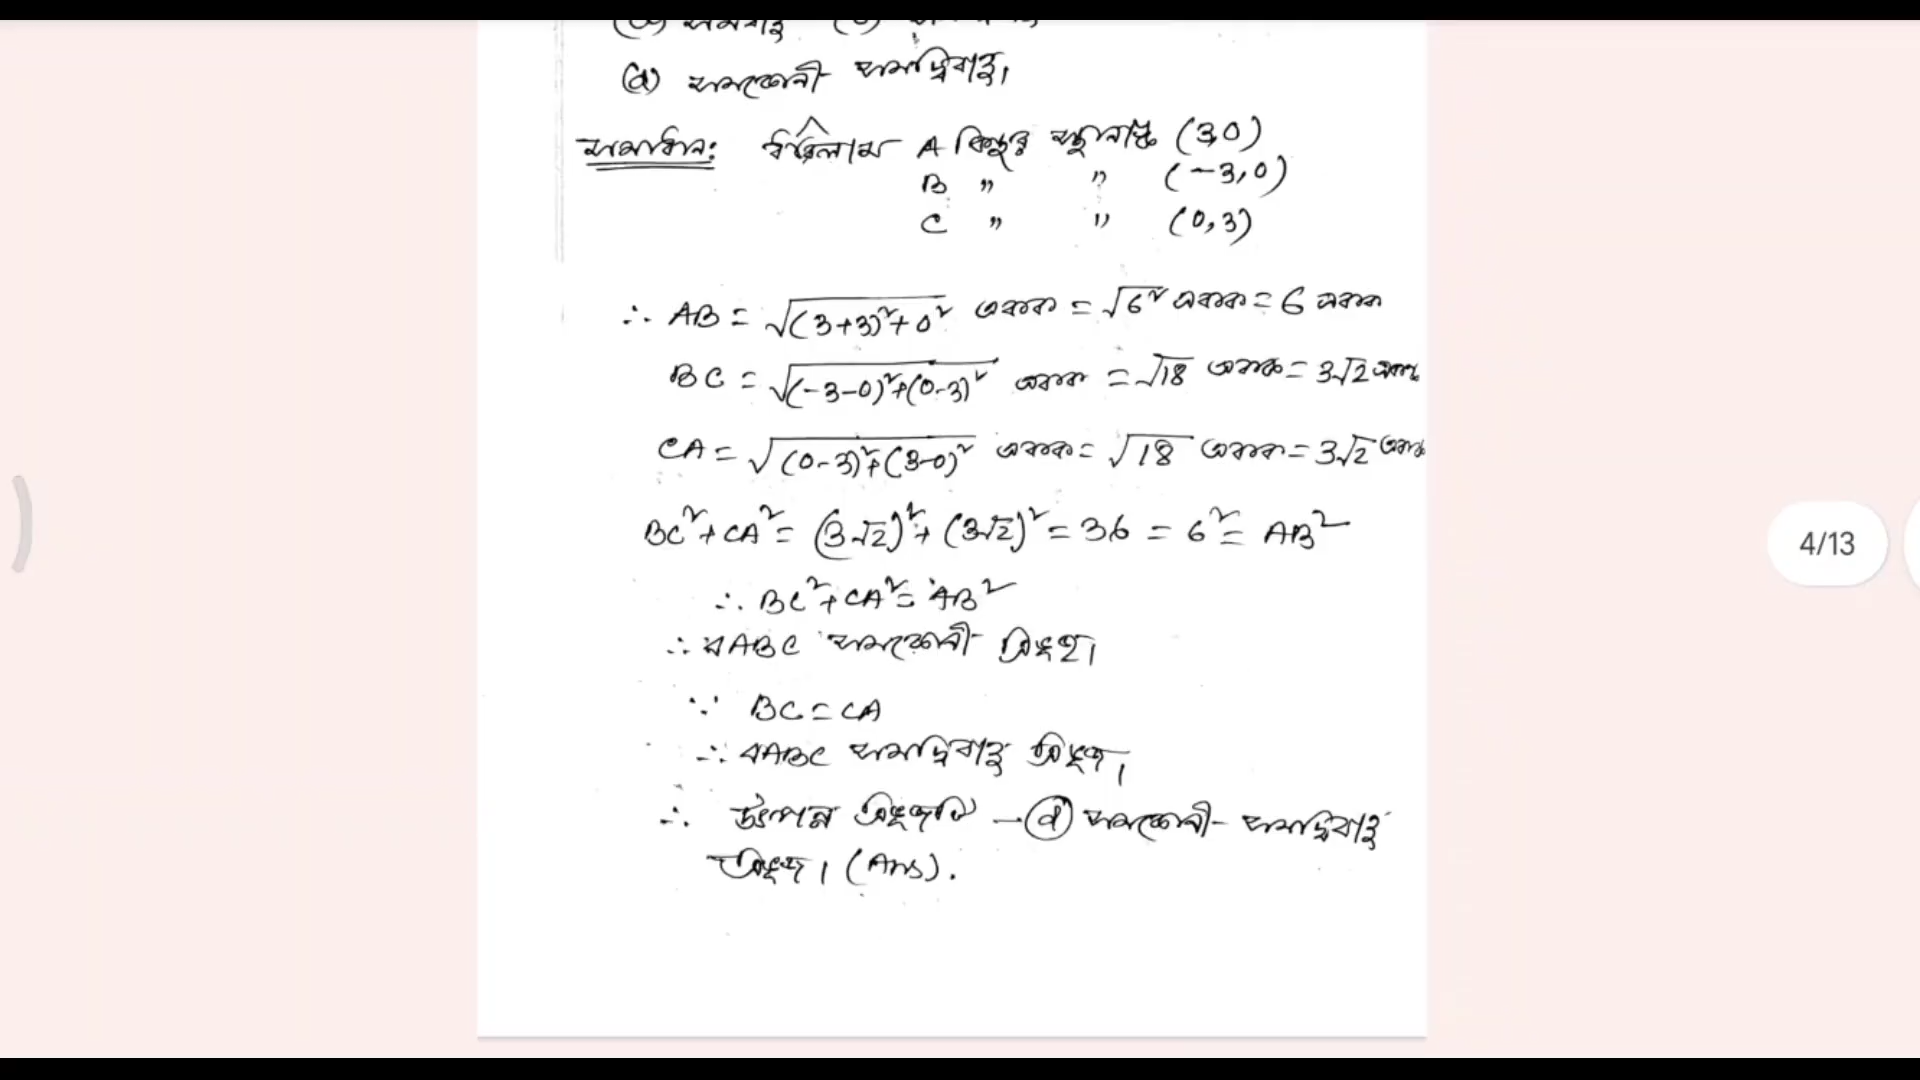 (d) সমকোণী সমদ্বিবাহু।
সমাধান: ধরিলাম A বিন্দুর স্থানাঙ্ক (3,0)
B " " (-3,0)
C " " (0,3)
∴ AB = √(3+3)²+0² একক = √6² একক = 6 একক
BC = √(-3-0)²+(0-3)² একক = √18 একক = 3√2 একক
CA = √(0-3)²+(3-0)² একক = √18 একক = 3√2 একক
BC²+CA² = (3√2)²+(3√2)² = 36 = 6² = AB²
∴ BC²+CA² = AB²
∴ △ABC সমকোণী ত্রিভুজ।
∵ BC = CA
∴ △ABC সমদ্বিবাহু ত্রিভুজ।
∴ উৎপন্ন ত্রিভুজটি — (d) সমকোণী সমদ্বিবাহু
ত্রিভুজ। (Ans).
4/13